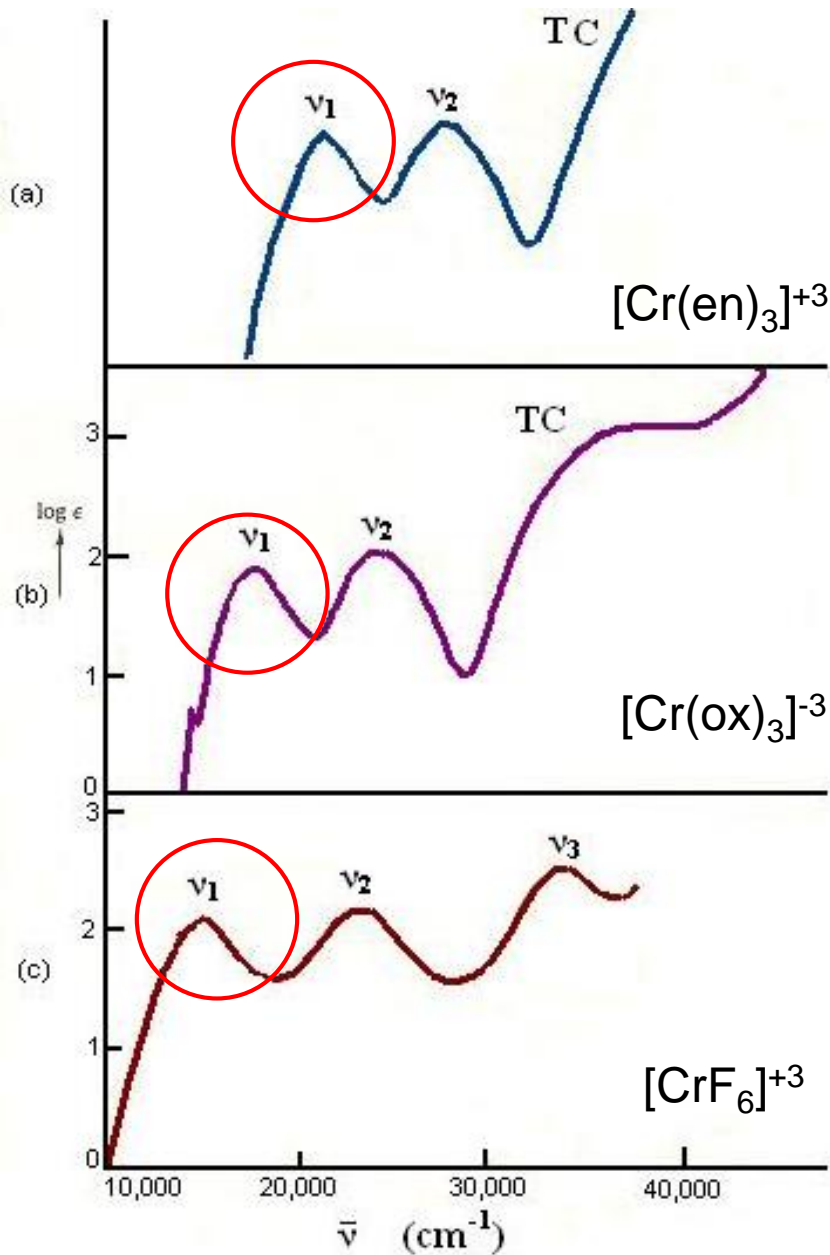 TC
ν₁
ν₂
(a)
[Cr(en)₃]⁺³
TC
3
log ϵ
ν₁
ν₂
2
(b)
1
[Cr(ox)₃]⁻³
0
3
ν₃
ν₁
ν₂
2
(c)
1
[CrF₆]⁺³
0
10,000 20,000 30,000 40,000
ν̄ (cm⁻¹)